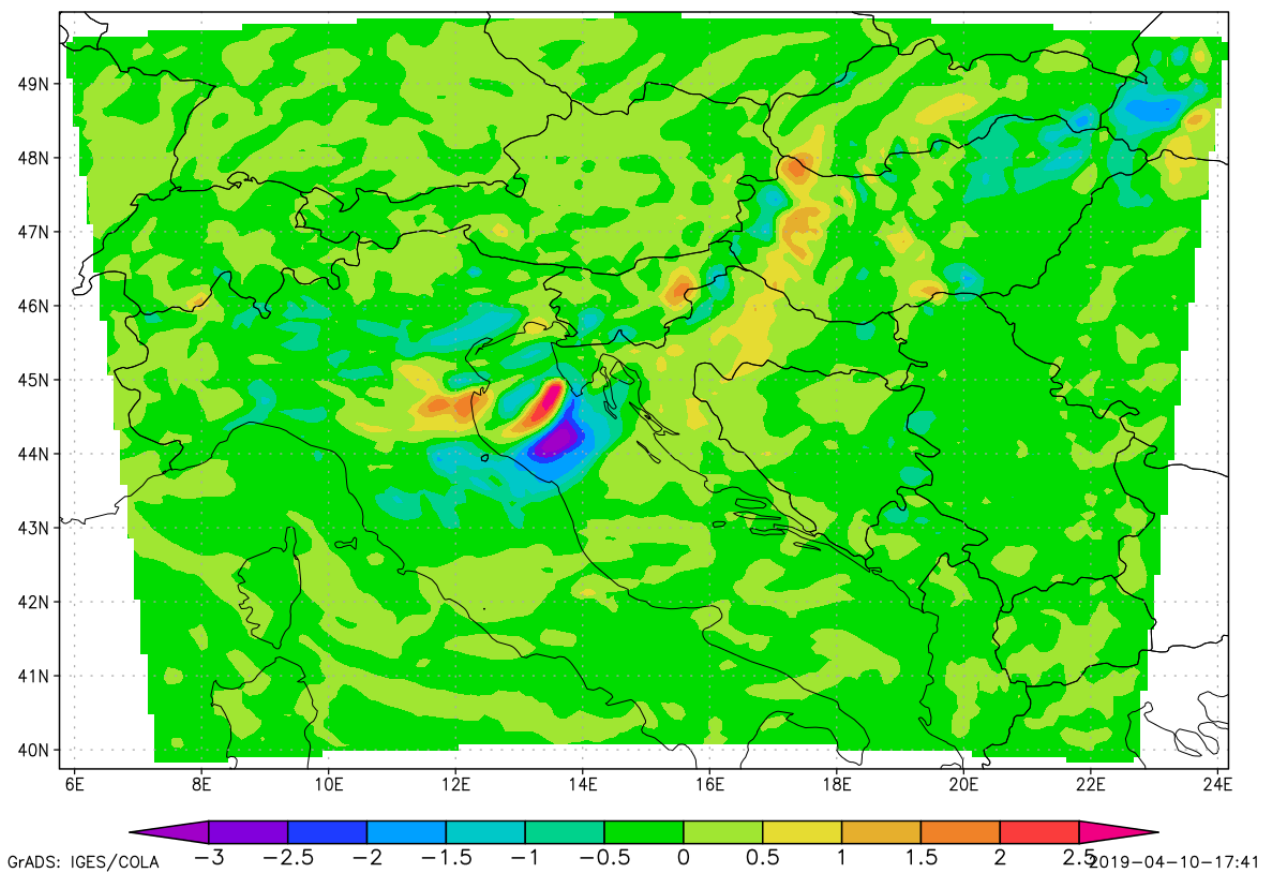 49N
48N
47N
46N
45N
44N
43N
42N
41N
40N
6E 8E 10E 12E 14E 16E 18E 20E 22E 24E
-3 -2.5 -2 -1.5 -1 -0.5 0 0.5 1 1.5 2 2.5
GrADS: IGES/COLA 2019-04-10-17:41